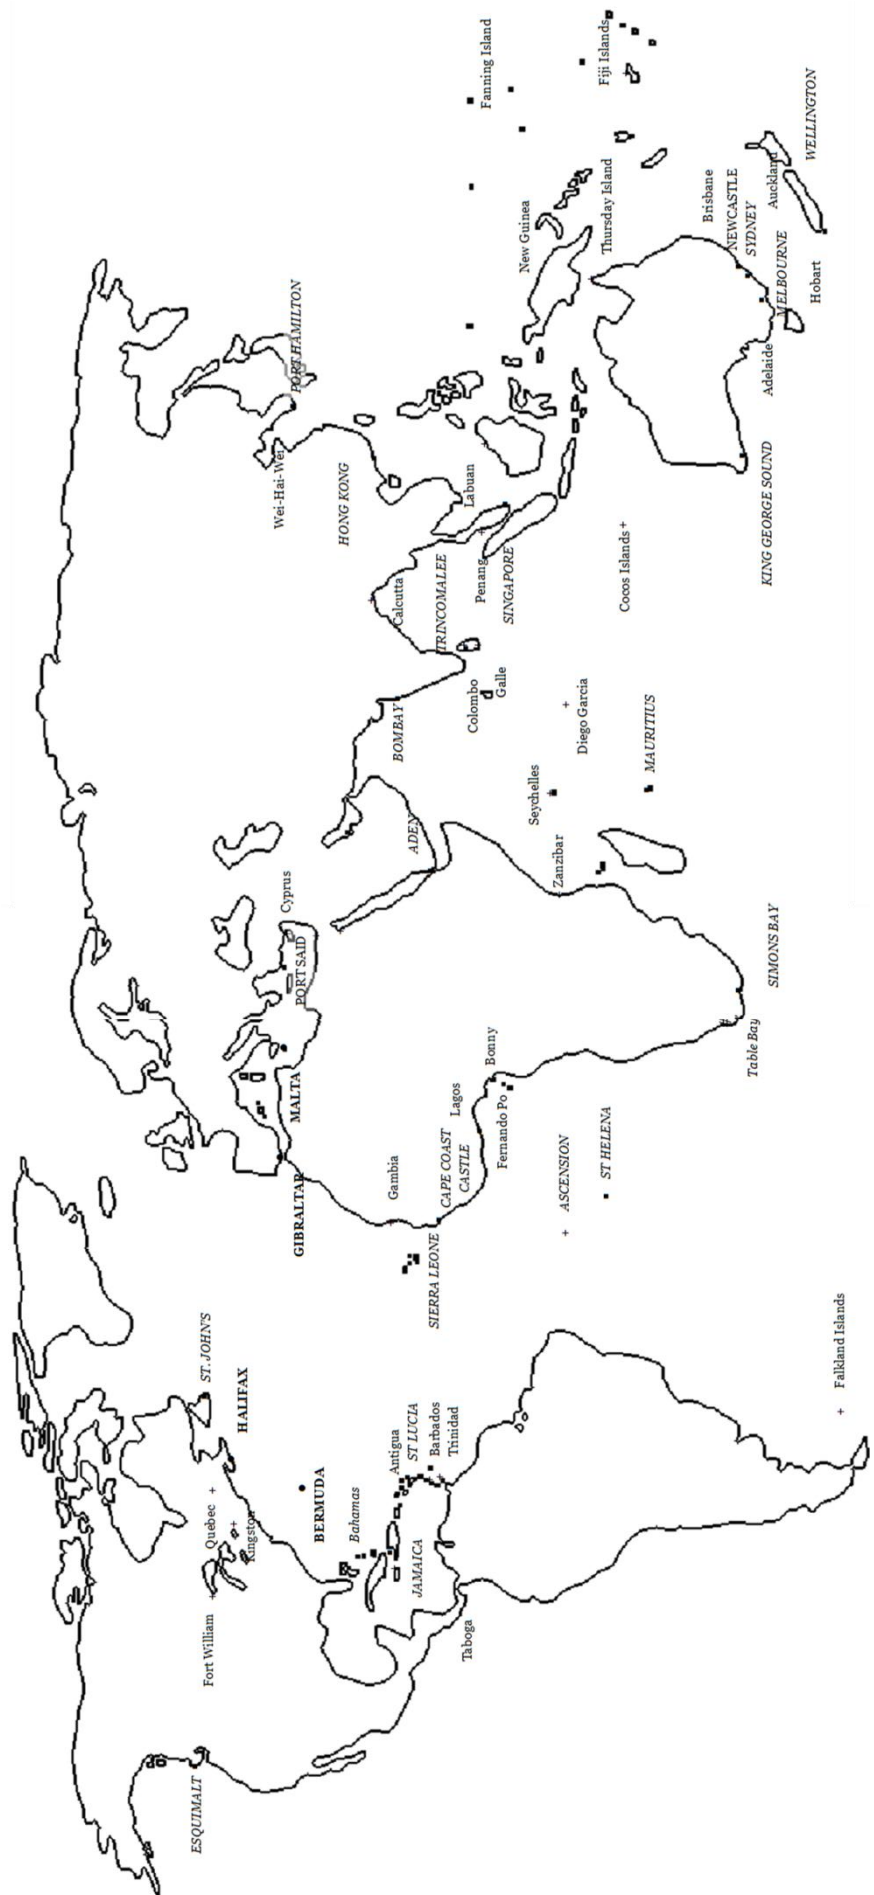 ESQUIMALT
Fort William
Quebec
Kingston
HALIFAX
ST. JOHN'S
BERMUDA
Bahamas
JAMAICA
Antigua
ST LUCIA
Barbados
Trinidad
Taboga
Falkland Islands
GIBRALTAR
MALTA
PORT SAID
Cyprus
Gambia
SIERRA LEONE
CAPE COAST
CASTLE
Lagos
Bonny
Fernando Po
ASCENSION
ST HELENA
Table Bay
SIMONS BAY
ADEN
Zanzibar
Seychelles
MAURITIUS
Diego Garcia
BOMBAY
Colombo
Galle
TRINCOMALEE
Calcutta
Penang
SINGAPORE
Labuan
HONG KONG
Wei-Hai-Wei
PORT HAMILTON
Cocos Islands
KING GEORGE SOUND
Adelaide
MELBOURNE
Hobart
SYDNEY
NEWCASTLE
Brisbane
Auckland
WELLINGTON
New Guinea
Thursday Island
Fanning Island
Fiji Islands